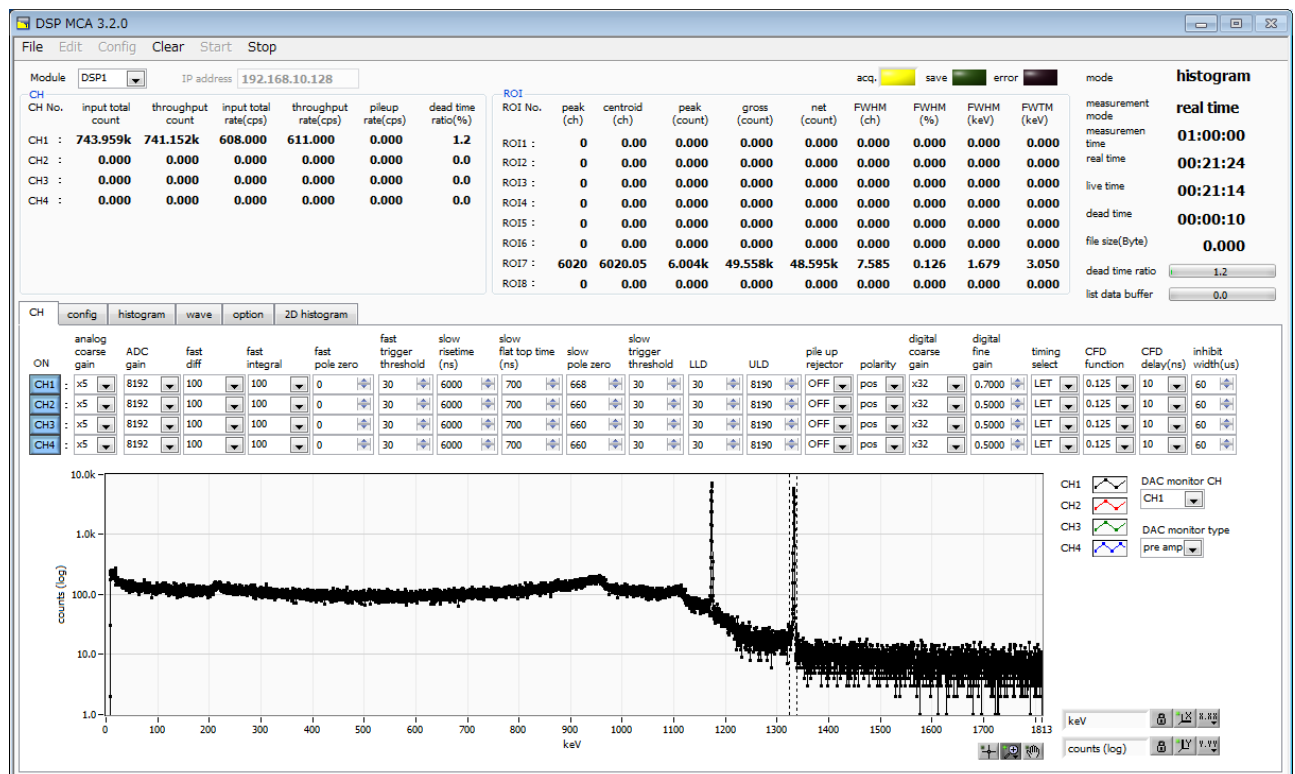 DSP MCA 3.2.0
File Edit Config Clear Start Stop
Module DSP1 IP address 192.168.10.128 acq. save error mode histogram
CH
CH No. input total count throughput count input total rate(cps) throughput rate(cps) pileup rate(cps) dead time ratio(%)
CH1 : 743.959k 741.152k 608.000 611.000 0.000 1.2
CH2 : 0.000 0.000 0.000 0.000 0.000 0.0
CH3 : 0.000 0.000 0.000 0.000 0.000 0.0
CH4 : 0.000 0.000 0.000 0.000 0.000 0.0
ROI
ROI No. peak (ch) centroid (ch) peak (count) gross (count) net (count) FWHM (ch) FWHM (%) FWHM (keV) FWTM (keV)
ROI1 : 0 0.00 0.000 0.000 0.000 0.000 0.000 0.000 0.000
ROI2 : 0 0.00 0.000 0.000 0.000 0.000 0.000 0.000 0.000
ROI3 : 0 0.00 0.000 0.000 0.000 0.000 0.000 0.000 0.000
ROI4 : 0 0.00 0.000 0.000 0.000 0.000 0.000 0.000 0.000
ROI5 : 0 0.00 0.000 0.000 0.000 0.000 0.000 0.000 0.000
ROI6 : 0 0.00 0.000 0.000 0.000 0.000 0.000 0.000 0.000
ROI7 : 6020 6020.05 6.004k 49.558k 48.595k 7.585 0.126 1.679 3.050
ROI8 : 0 0.00 0.000 0.000 0.000 0.000 0.000 0.000 0.000
measurement mode real time
measuremen time 01:00:00
real time 00:21:24
live time 00:21:14
dead time 00:00:10
file size(Byte) 0.000
dead time ratio 1.2
list data buffer 0.0
CH config histogram wave option 2D histogram
ON analog coarse gain ADC gain fast diff fast integral fast pole zero fast trigger threshold slow risetime (ns) slow flat top time (ns) slow pole zero slow trigger threshold LLD ULD pile up rejector polarity digital coarse gain digital fine gain timing select CFD function CFD delay(ns) inhibit width(us)
CH1 : x5 8192 100 100 0 30 6000 700 668 30 30 8190 OFF pos x32 0.7000 LET 0.125 10 60
CH2 : x5 8192 100 100 0 30 6000 700 660 30 30 8190 OFF pos x32 0.5000 LET 0.125 10 60
CH3 : x5 8192 100 100 0 30 6000 700 660 30 30 8190 OFF pos x32 0.5000 LET 0.125 10 60
CH4 : x5 8192 100 100 0 30 6000 700 660 30 30 8190 OFF pos x32 0.5000 LET 0.125 10 60
10.0k
1.0k
100.0
10.0
1.0
counts (log)
0 100 200 300 400 500 600 700 800 900 1000 1100 1200 1300 1400 1500 1600 1700 1813
keV
CH1
CH2
CH3
CH4
DAC monitor CH
CH1
DAC monitor type
pre amp
keV X X.XX
counts (log) Y Y.YY